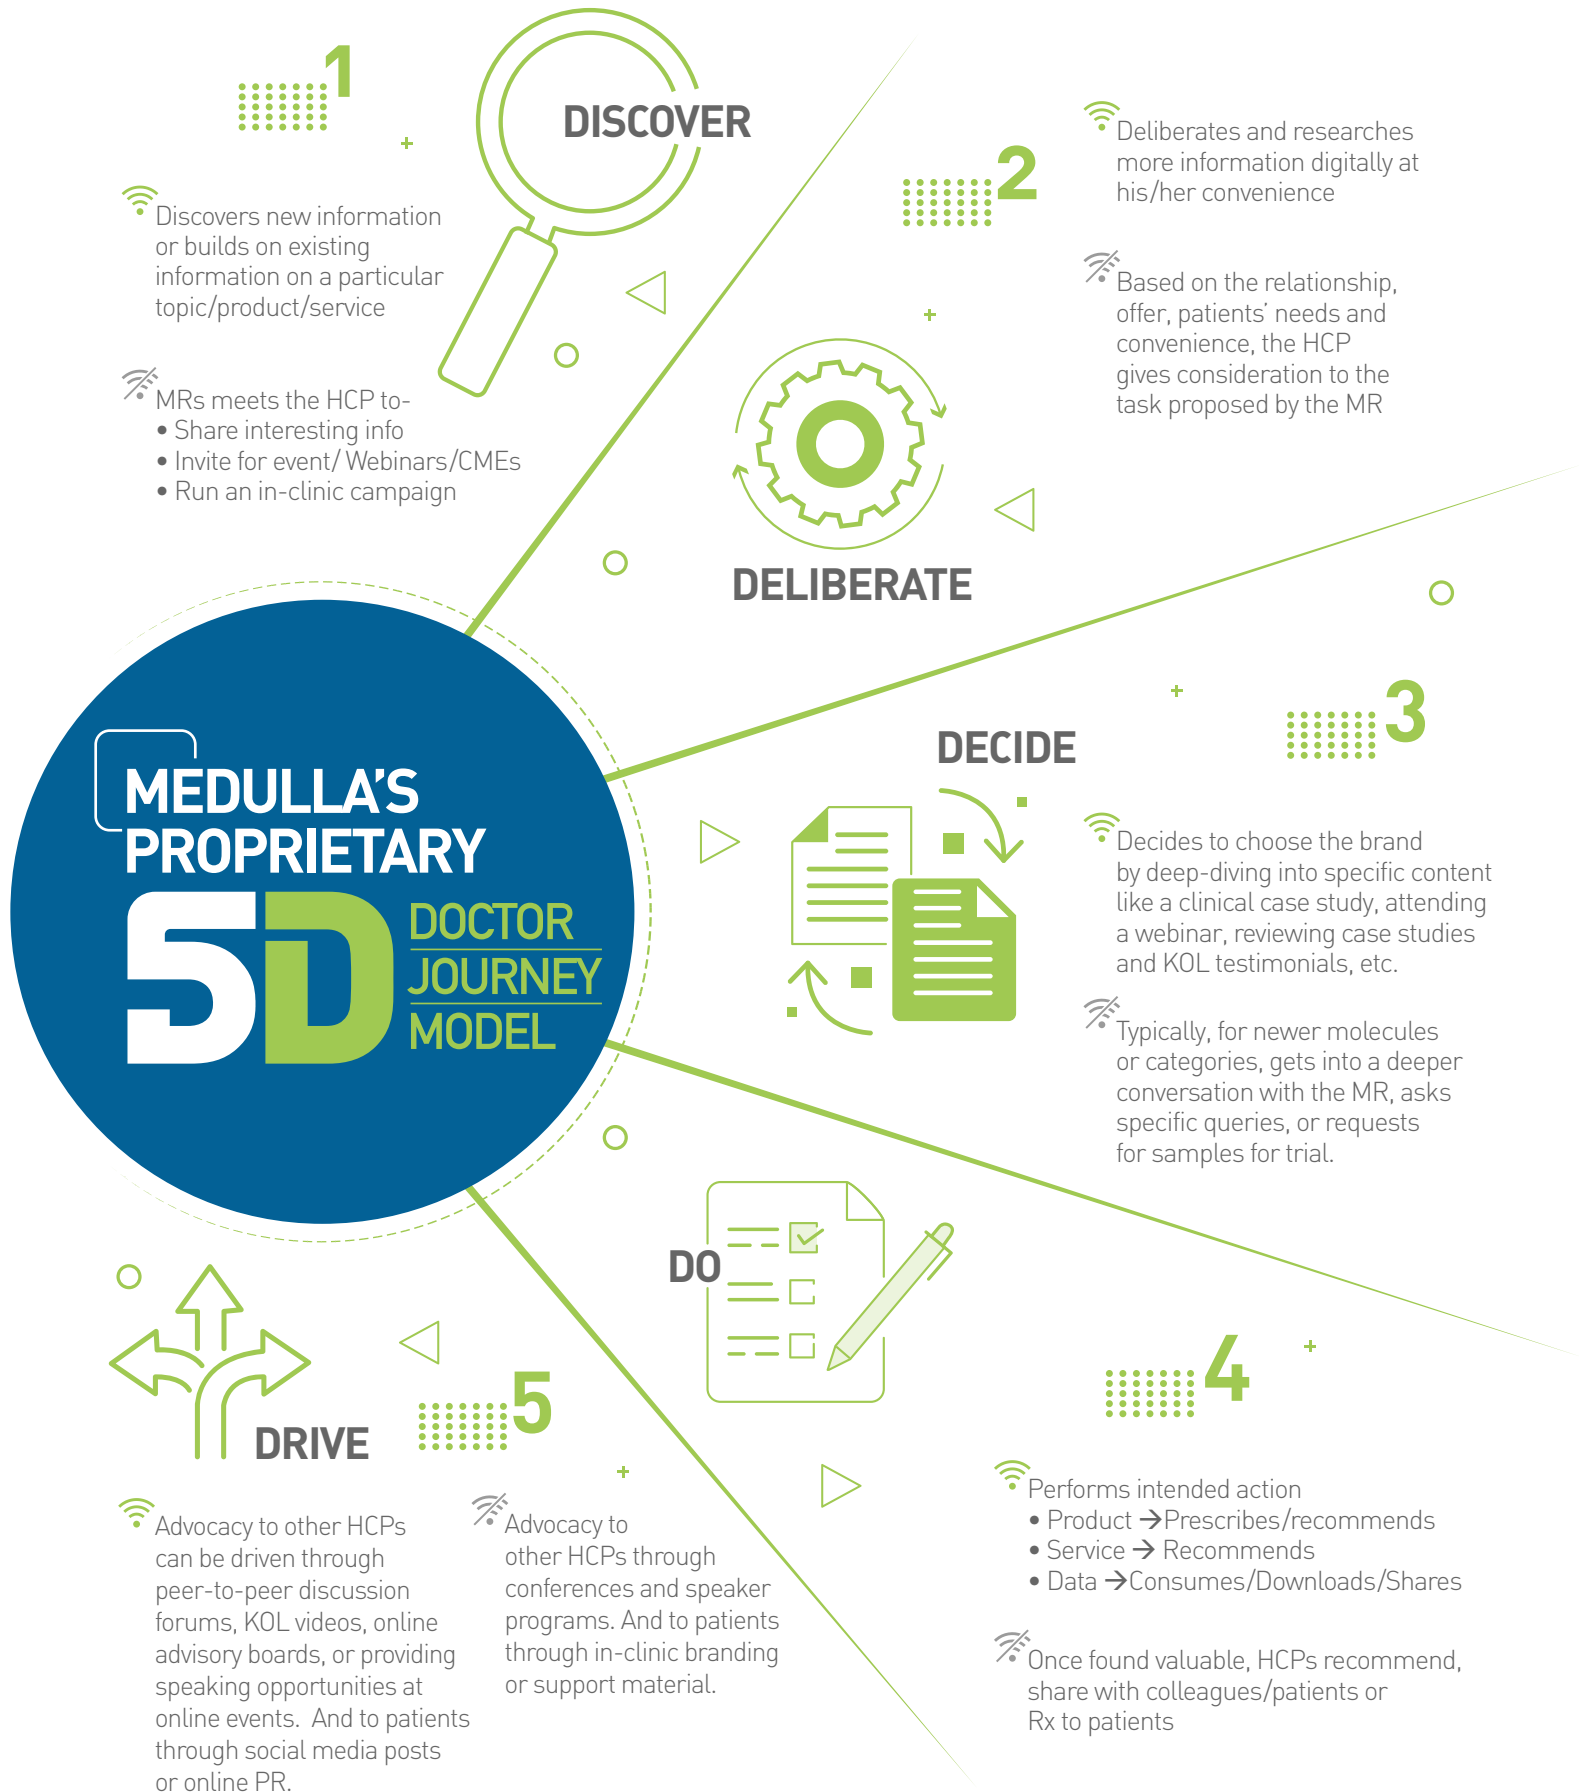 1
DISCOVER
Discovers new information
or builds on existing
information on a particular
topic/product/service
MRs meets the HCP to-
• Share interesting info
• Invite for event/ Webinars/CMEs
• Run an in-clinic campaign
2
Deliberates and researches
more information digitally at
his/her convenience
Based on the relationship,
offer, patients' needs and
convenience, the HCP
gives consideration to the
task proposed by the MR
DELIBERATE
MEDULLA'S
PROPRIETARY
5D
DOCTOR
JOURNEY
MODEL
3
DECIDE
Decides to choose the brand
by deep-diving into specific content
like a clinical case study, attending
a webinar, reviewing case studies
and KOL testimonials, etc.
Typically, for newer molecules
or categories, gets into a deeper
conversation with the MR, asks
specific queries, or requests
for samples for trial.
DO
4
Performs intended action
• Product →Prescribes/recommends
• Service → Recommends
• Data →Consumes/Downloads/Shares
Once found valuable, HCPs recommend,
share with colleagues/patients or
Rx to patients
5
DRIVE
Advocacy to other HCPs
can be driven through
peer-to-peer discussion
forums, KOL videos, online
advisory boards, or providing
speaking opportunities at
online events. And to patients
through social media posts
or online PR.
Advocacy to
other HCPs through
conferences and speaker
programs. And to patients
through in-clinic branding
or support material.